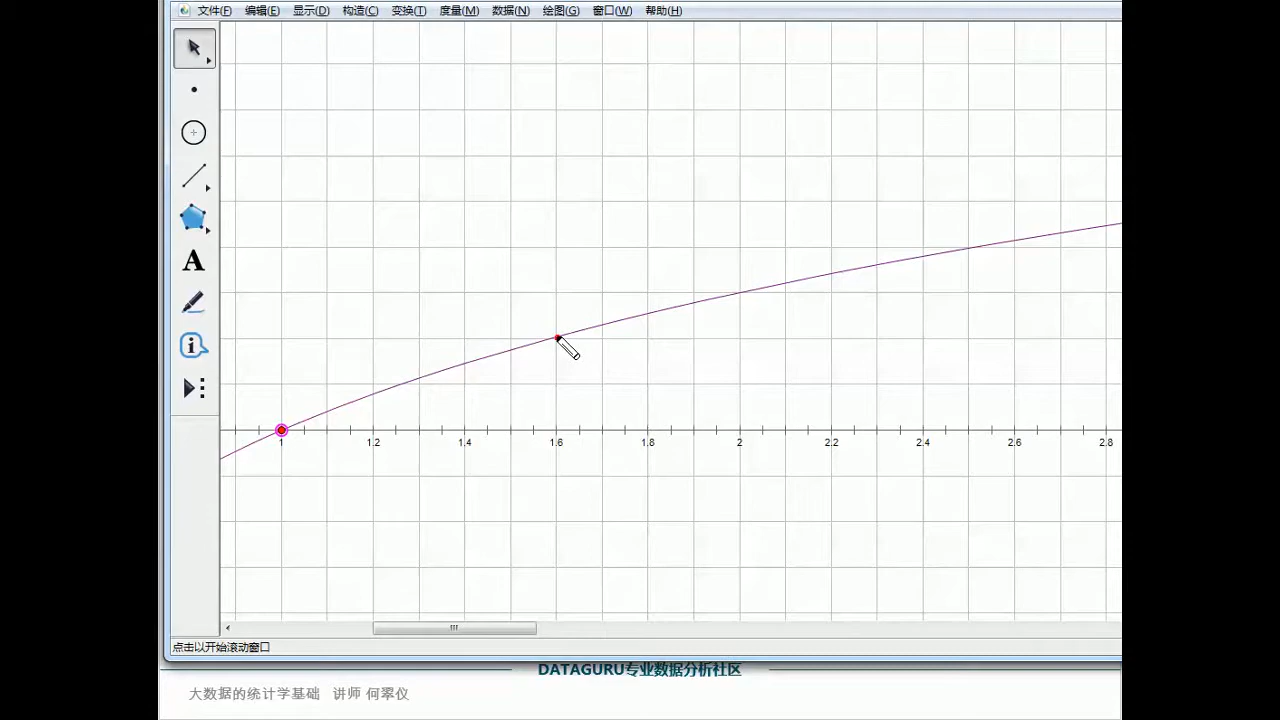 文件(F) 编辑(E) 显示(D) 构造(C) 变换(T) 度量(M) 数据(N) 绘图(G) 窗口(W) 帮助(H)
A
1 1.2 1.4 1.6 1.8 2 2.2 2.4 2.6 2.8
点击以开始滚动窗口
DATAGURU专业数据分析社区
大数据的统计学基础 讲师 何翠仪